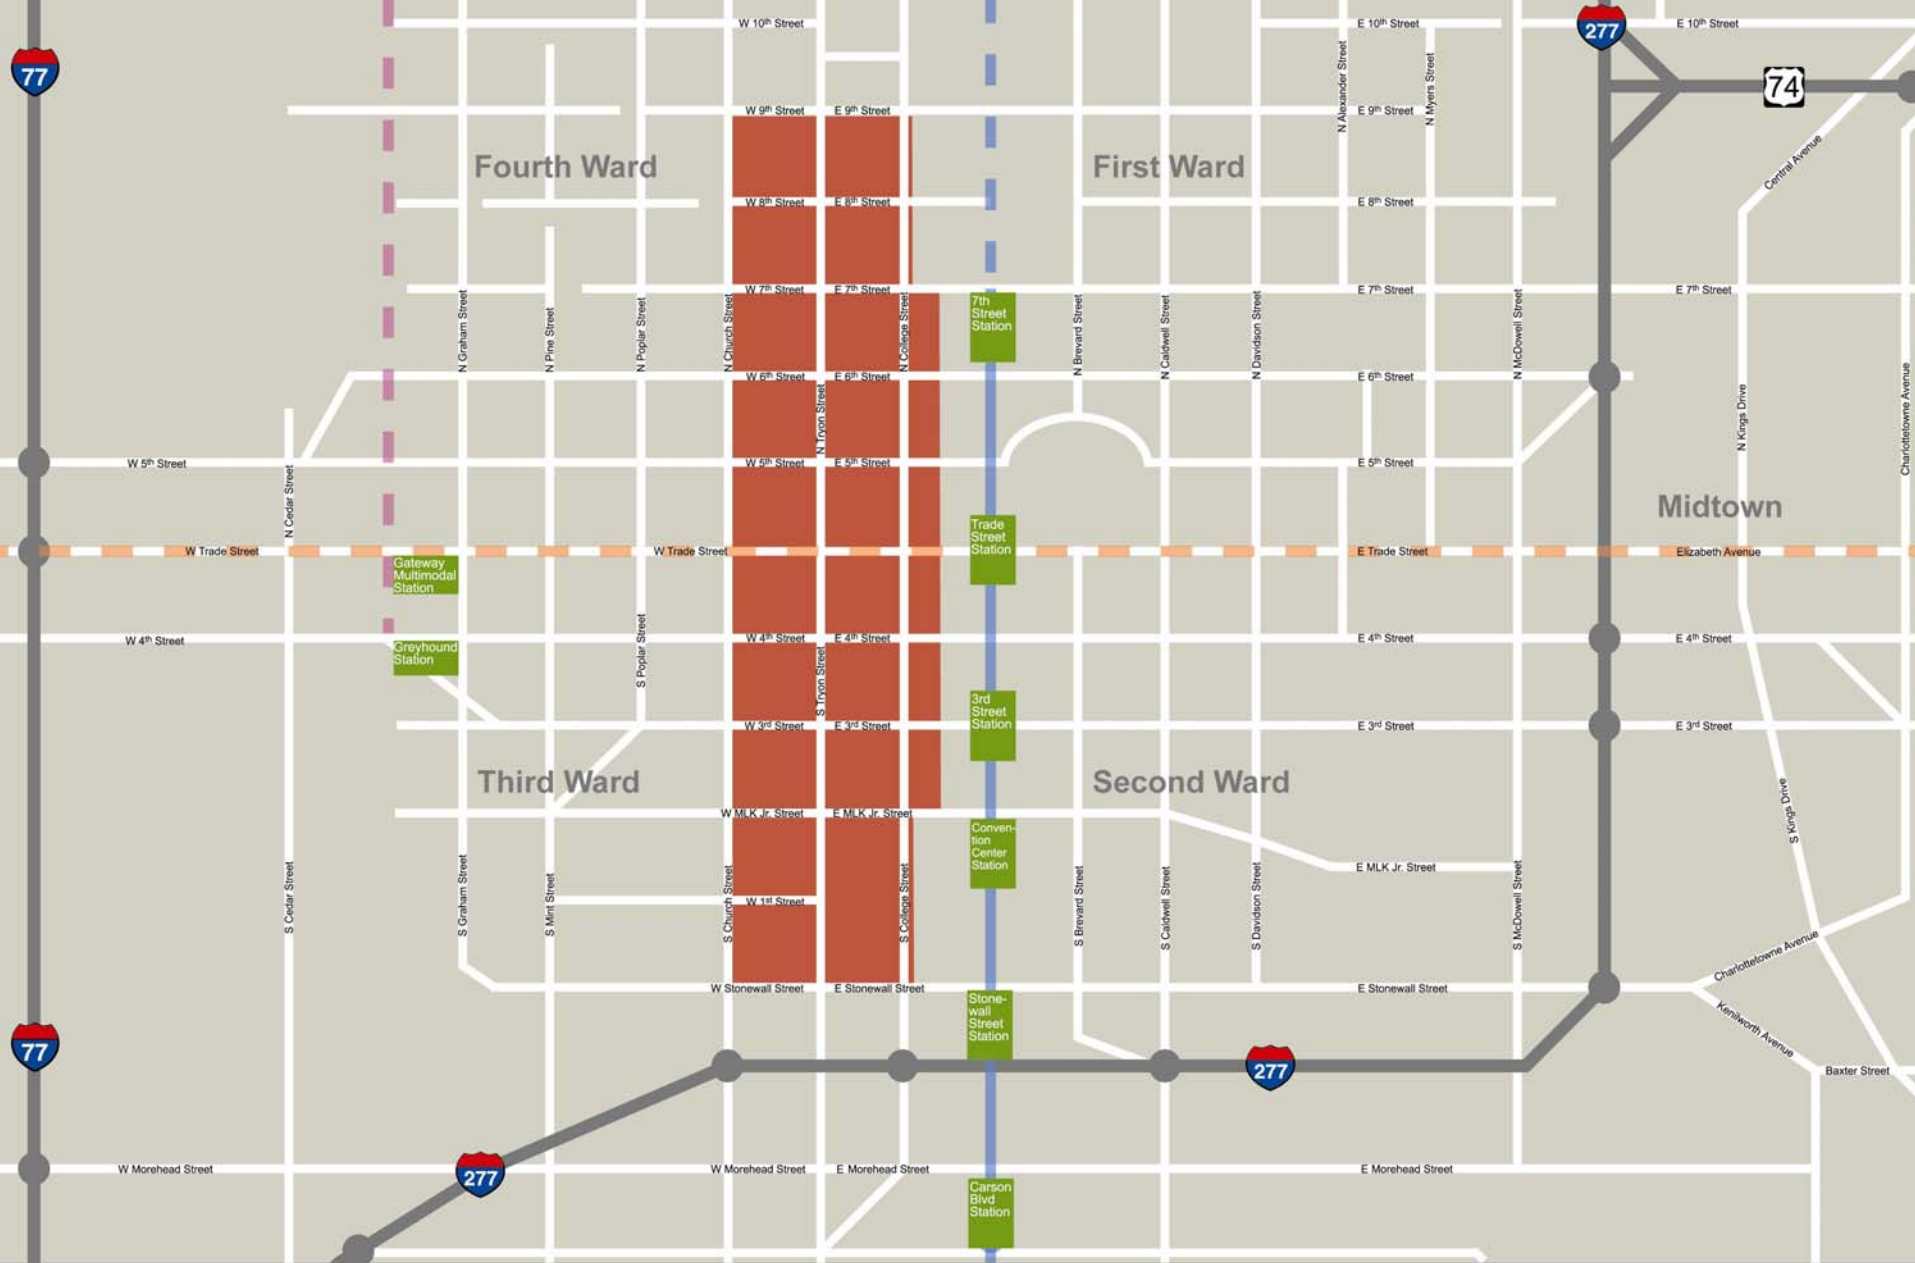 W 10th Street
E 10th Street
277
E 10th Street
77
74
N Alexander Street
N Myers Street
W 9th Street
E 9th Street
E 9th Street
Central Avenue
Fourth Ward
First Ward
W 8th Street
E 8th Street
E 8th Street
W 7th Street
E 7th Street
E 7th Street
E 7th Street
7th
Street
Station
N Graham Street
N Pine Street
N Poplar Street
N Church Street
N College Street
N Brevard Street
N Caldwell Street
N Davidson Street
N McDowell Street
W 6th Street
E 6th Street
E 6th Street
N Tryon Street
N Kings Drive
Charlottetowne Avenue
W 5th Street
W 5th Street
E 5th Street
E 5th Street
N Cedar Street
Midtown
Trade
Street
Station
W Trade Street
W Trade Street
E Trade Street
Elizabeth Avenue
Gateway
Multimodal
Station
W 4th Street
W 4th Street
E 4th Street
E 4th Street
E 4th Street
Greyhound
Station
S Poplar Street
S Tryon Street
3rd
Street
Station
W 3rd Street
E 3rd Street
E 3rd Street
E 3rd Street
Third Ward
Second Ward
S Kings Drive
W MLK Jr. Street
E MLK Jr. Street
Conven-
tion
Center
Station
E MLK Jr. Street
S Cedar Street
S Graham Street
S Mint Street
S Church Street
S College Street
S Brevard Street
S Caldwell Street
S Davidson Street
S McDowell Street
W 1st Street
Charlottetowne Avenue
W Stonewall Street
E Stonewall Street
E Stonewall Street
Stone-
wall
Street
Station
Kenilworth Avenue
77
277
Baxter Street
W Morehead Street
277
W Morehead Street
E Morehead Street
E Morehead Street
Carson
Blvd
Station